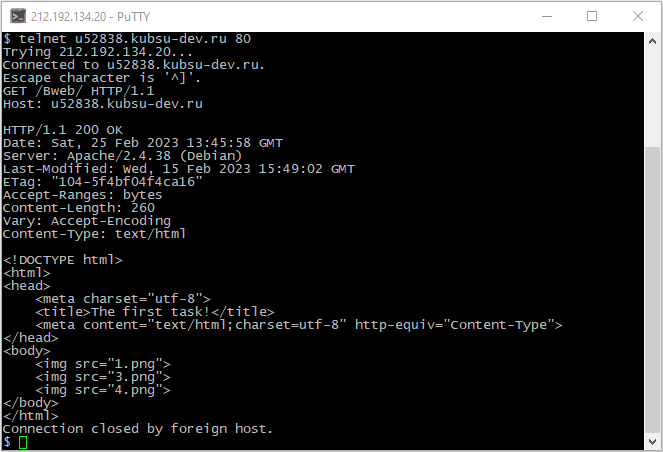 212.192.134.20 - PuTTY
$ telnet u52838.kubsu-dev.ru 80
Trying 212.192.134.20...
Connected to u52838.kubsu-dev.ru.
Escape character is '^]'.
GET /Bweb/ HTTP/1.1
Host: u52838.kubsu-dev.ru

HTTP/1.1 200 OK
Date: Sat, 25 Feb 2023 13:45:58 GMT
Server: Apache/2.4.38 (Debian)
Last-Modified: Wed, 15 Feb 2023 15:49:02 GMT
ETag: "104-5f4bf04f4ca16"
Accept-Ranges: bytes
Content-Length: 260
Vary: Accept-Encoding
Content-Type: text/html

<!DOCTYPE html>
<html>
<head>
    <meta charset="utf-8">
    <title>The first task!</title>
    <meta content="text/html;charset=utf-8" http-equiv="Content-Type">
</head>
<body>
    <img src="1.png">
    <img src="3.png">
    <img src="4.png">
</body>
</html>
Connection closed by foreign host.
$